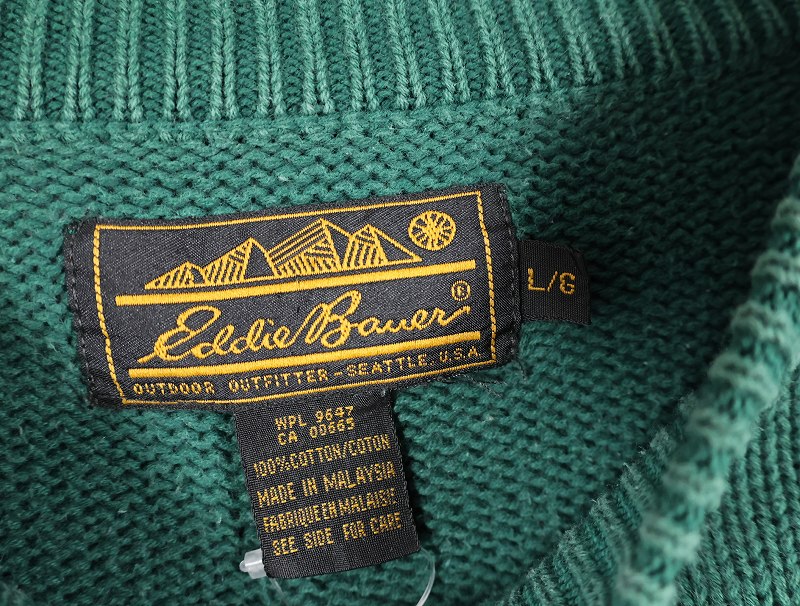 Eddie Bauer ®
OUTDOOR OUTFITTER - SEATTLE U.S.A
L/G
WPL 9647
CA 00665
100% COTTON/COTON
MADE IN MALAYSIA
FABRIQUEEN MALAISIE
SEE SIDE FOR CARE